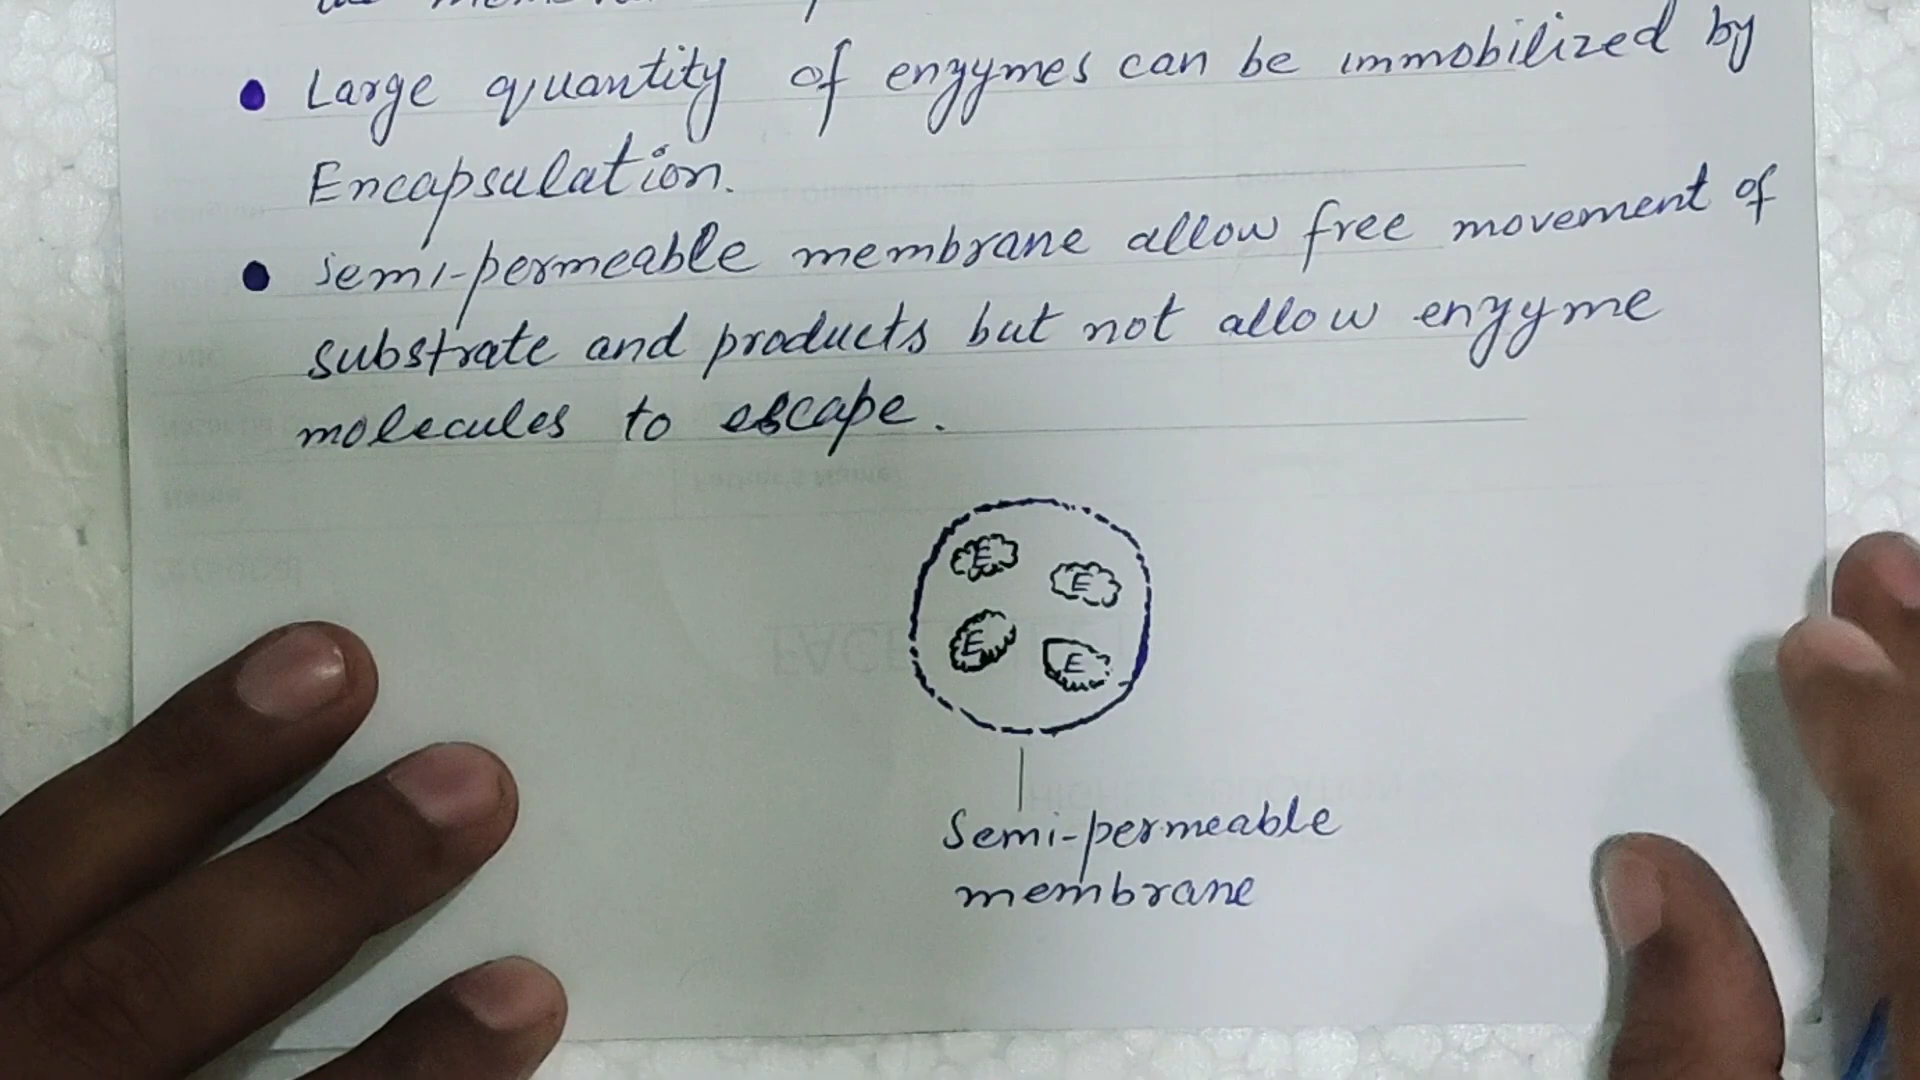 • Large quantity of enzymes can be immobilized by
Encapsulation.
• Semi-permeable membrane allow free movement of
substrate and products but not allow enzyme
molecules to escape.
E
E
E
E
Semi-permeable
membrane